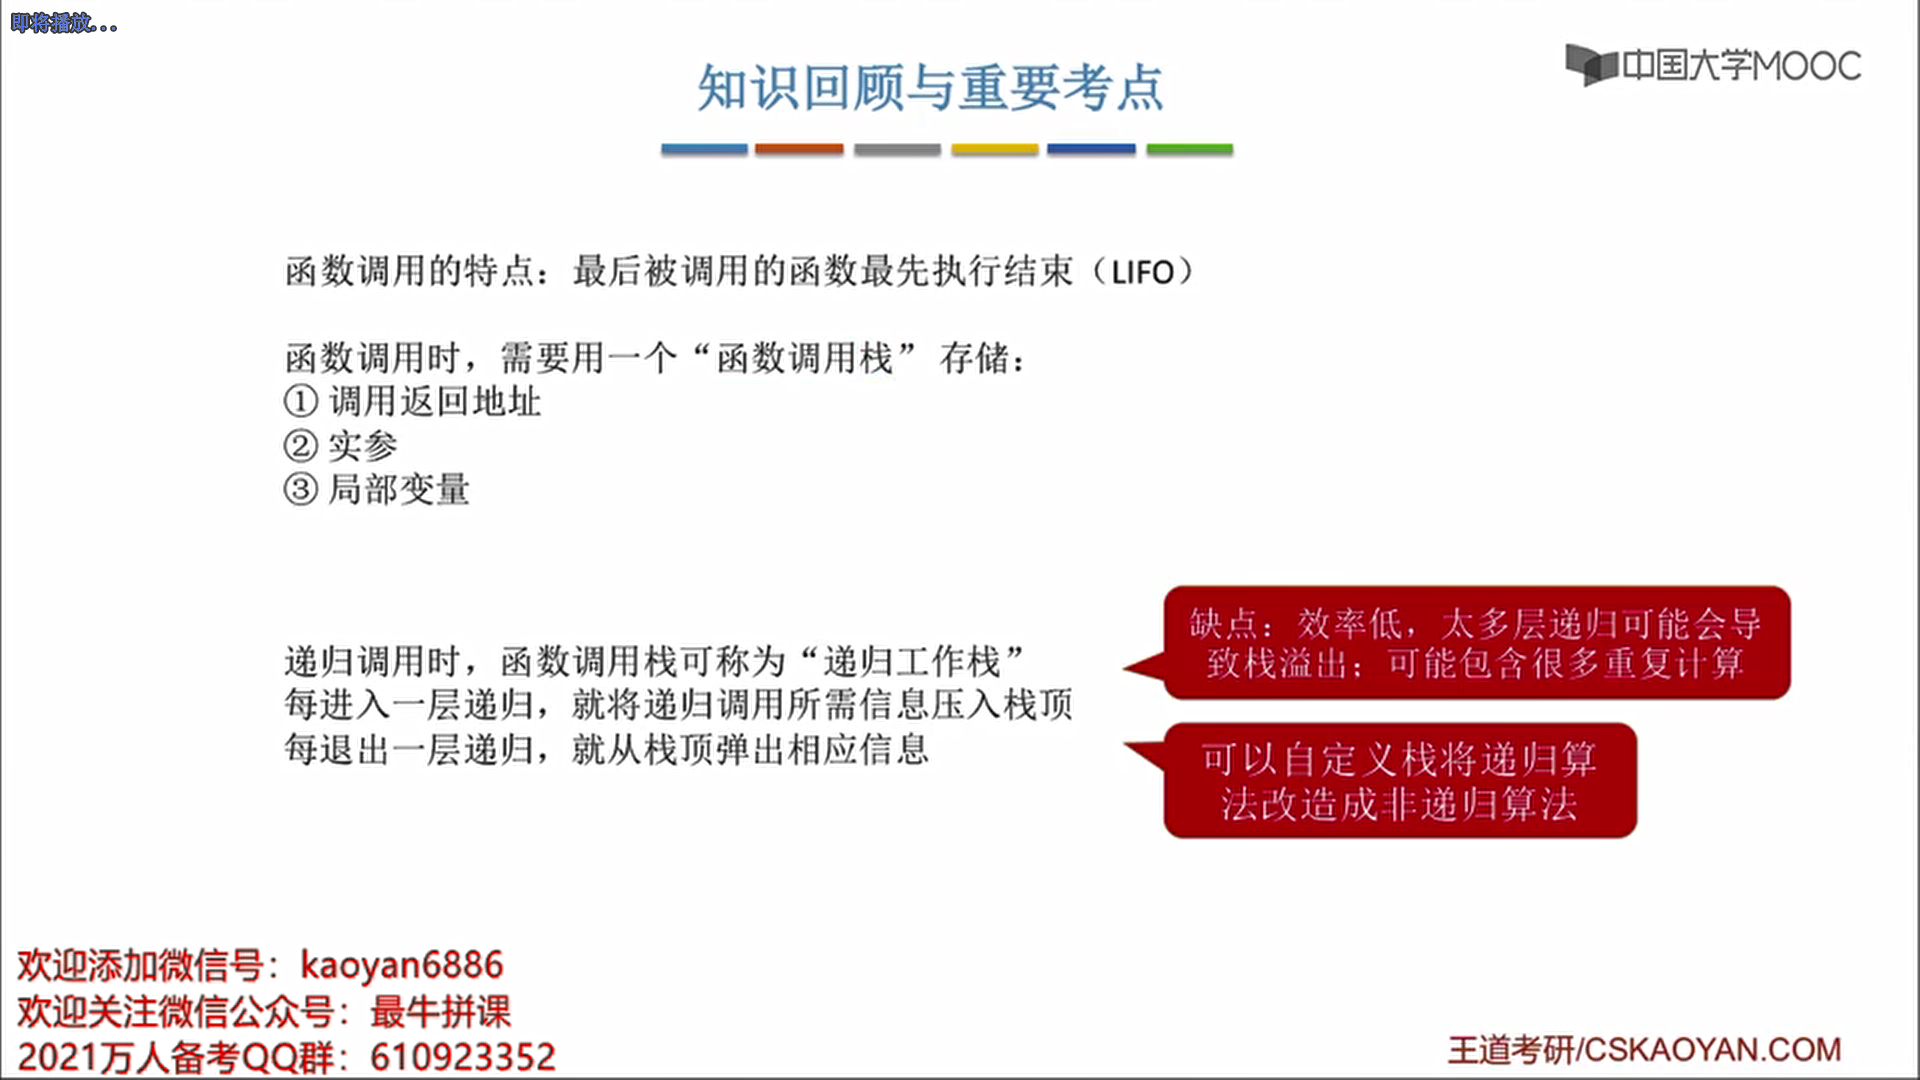 即将播放...
中国大学MOOC
知识回顾与重要考点
函数调用的特点：最后被调用的函数最先执行结束（LIFO）
函数调用时，需要用一个“函数调用栈” 存储：
① 调用返回地址
② 实参
③ 局部变量
递归调用时，函数调用栈可称为“递归工作栈”
每进入一层递归，就将递归调用所需信息压入栈顶
每退出一层递归，就从栈顶弹出相应信息
缺点：效率低，太多层递归可能会导
致栈溢出；可能包含很多重复计算
可以自定义栈将递归算
法改造成非递归算法
欢迎添加微信号：kaoyan6886
欢迎关注微信公众号：最牛拼课
2021万人备考QQ群：610923352
王道考研/CSKAOYAN.COM